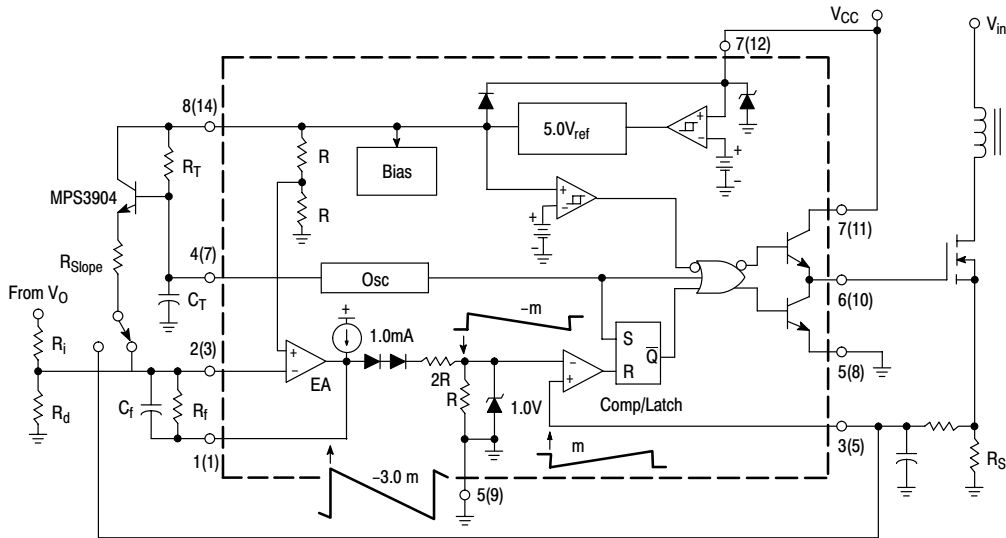 VCC
Vin
7(12)
8(14)
5.0Vref
+
−
+
−
RT
R
Bias
MPS3904
R
+
−
+
−
7(11)
4(7)
RSlope
Osc
6(10)
From VO
CT
+
1.0mA
−m
Ri
2(3)
+
−
EA
2R
S
Q
R
−
+
5(8)
Rd
Cf
Rf
R
1.0V
Comp/Latch
3(5)
1(1)
m
RS
−3.0 m
5(9)